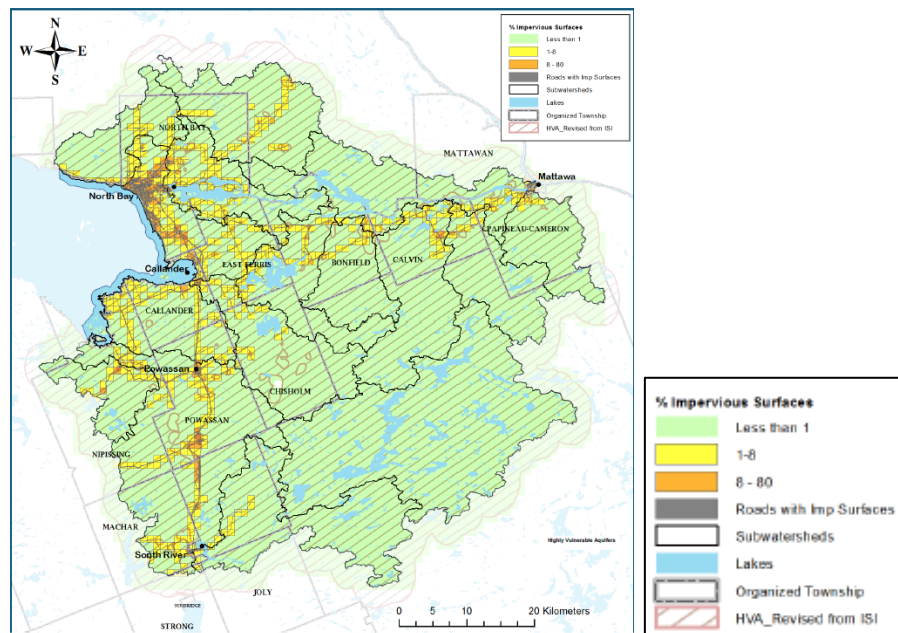 N
W E
S
% Impervious Surfaces
Less than 1
1-8
8 - 80
Roads with Imp Surfaces
Subwatersheds
Lakes
Organized Township
HVA_Revised from ISI
NORTH BAY
MATTAWAN
Mattawa
North Bay
PAPINEAU-CAMERON
EAST FERRIS
BONFIELD
CALVIN
Callander
CALLANDER
Powassan
CHISHOLM
POWASSAN
NIPISSING
MACHAR
Highly Vulnerable Aquifers
South River
JOLY
SUNDRIDGE
STRONG
0 5 10 20 Kilometers
% Impervious Surfaces
Less than 1
1-8
8 - 80
Roads with Imp Surfaces
Subwatersheds
Lakes
Organized Township
HVA_Revised from ISI